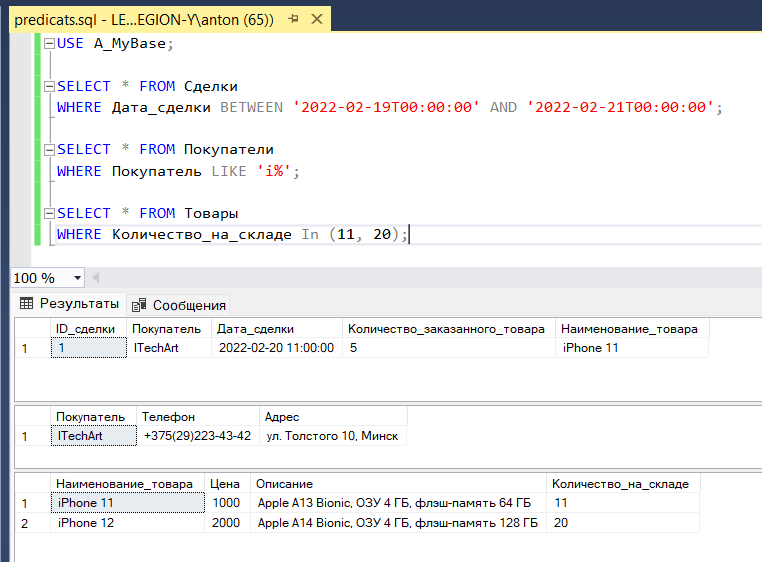 predicats.sql - LE...EGION-Y\anton (65))
USE A_MyBase;
SELECT * FROM Сделки
WHERE Дата_сделки BETWEEN '2022-02-19T00:00:00' AND '2022-02-21T00:00:00';
SELECT * FROM Покупатели
WHERE Покупатель LIKE 'i%';
SELECT * FROM Товары
WHERE Количество_на_складе In (11, 20);
100 %
Результаты Сообщения
ID_сделки Покупатель Дата_сделки Количество_заказанного_товара Наименование_товара
1 1 ITechArt 2022-02-20 11:00:00 5 iPhone 11
Покупатель Телефон Адрес
1 ITechArt +375(29)223-43-42 ул. Толстого 10, Минск
Наименование_товара Цена Описание Количество_на_складе
1 iPhone 11 1000 Apple A13 Bionic, ОЗУ 4 ГБ, флэш-память 64 ГБ 11
2 iPhone 12 2000 Apple A14 Bionic, ОЗУ 4 ГБ, флэш-память 128 ГБ 20